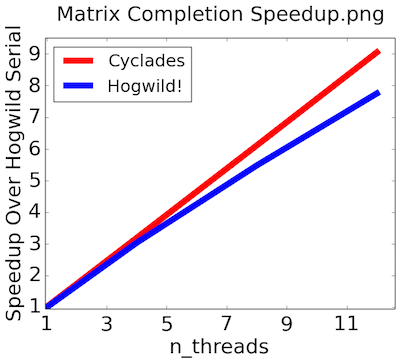 Matrix Completion Speedup.png
Speedup Over Hogwild Serial
9
8
7
6
5
4
3
2
1
Cyclades
Hogwild!
1 3 5 7 9 11
n_threads